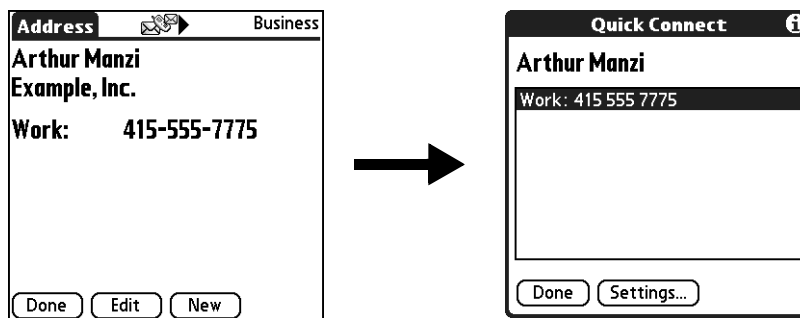 Address Business
Arthur Manzi
Example, Inc.
Work: 415-555-7775
Done Edit New
Quick Connect
Arthur Manzi
Work: 415 555 7775
Done Settings...